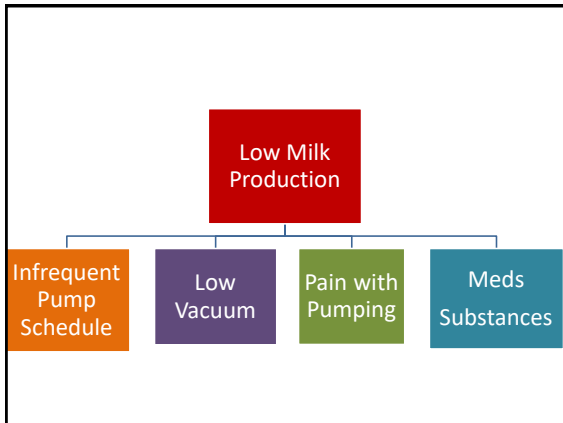 Low Milk
Production
Infrequent
Pump
Schedule
Low
Vacuum
Pain with
Pumping
Meds
Substances